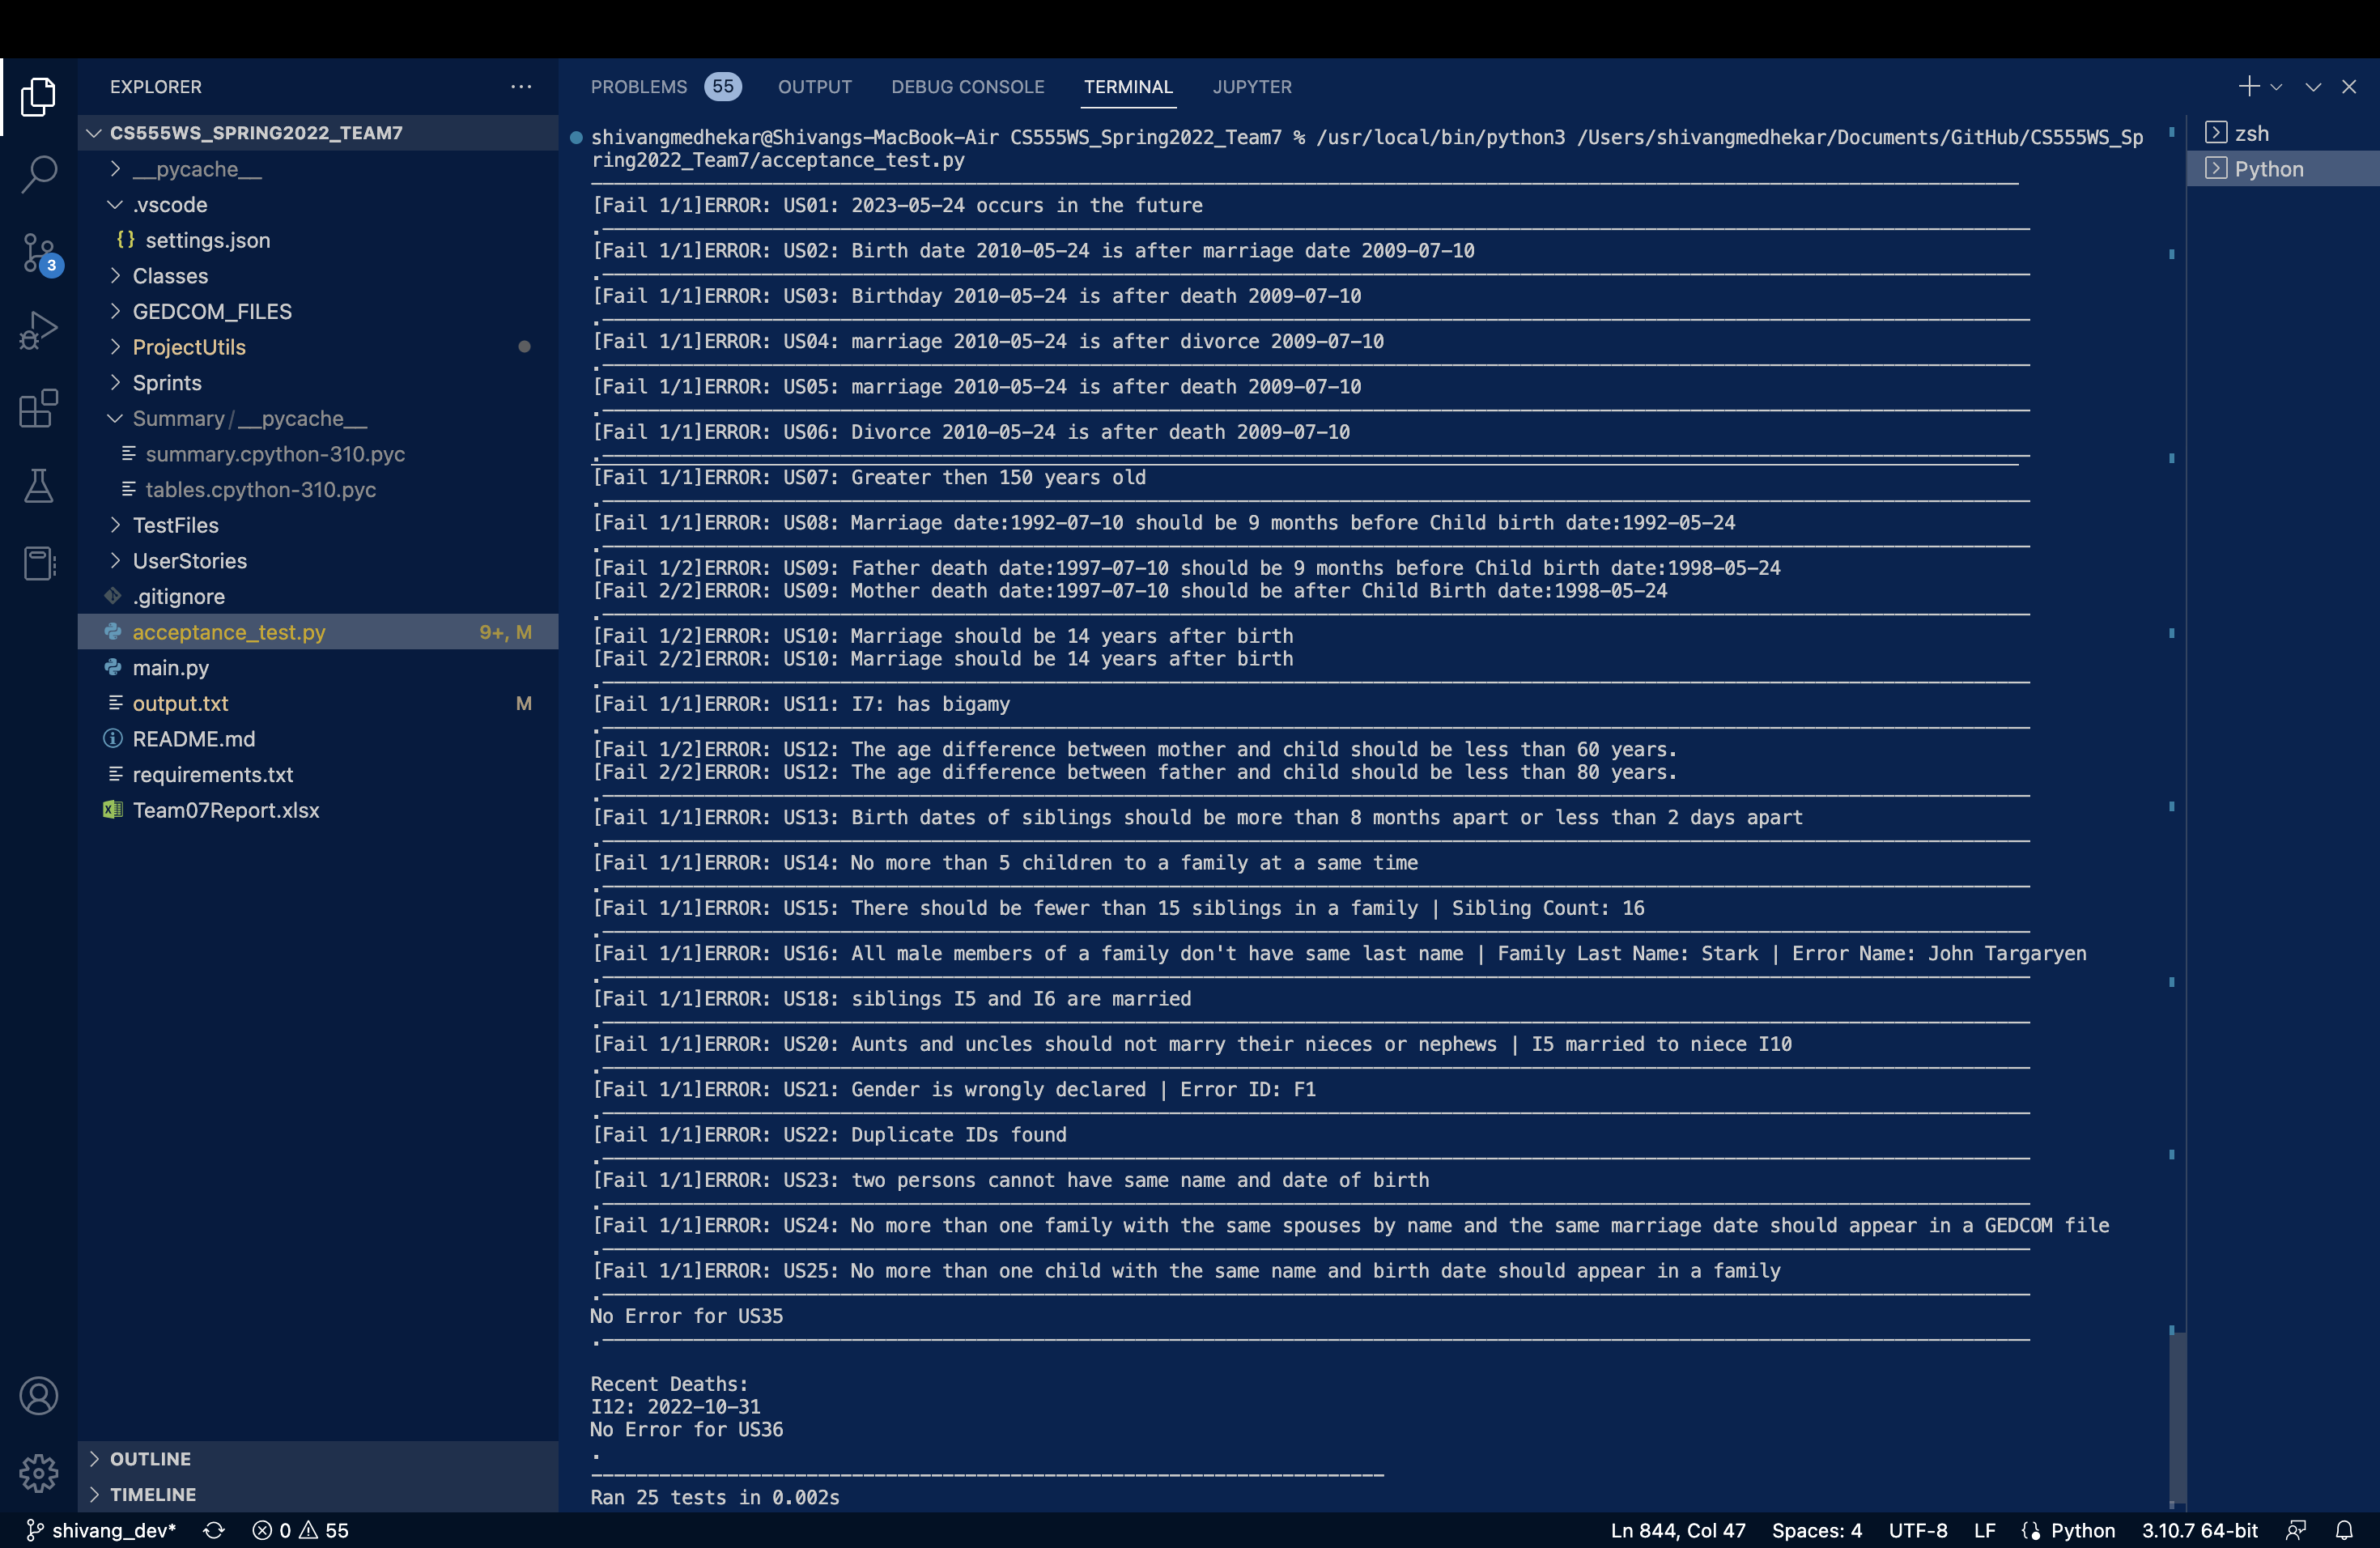 EXPLORER
···
CS555WS_SPRING2022_TEAM7
__pycache__
.vscode
{} settings.json
Classes
GEDCOM_FILES
ProjectUtils
Sprints
Summary/__pycache__
summary.cpython-310.pyc
tables.cpython-310.pyc
TestFiles
UserStories
.gitignore
acceptance_test.py 9+, M
main.py
output.txt M
README.md
requirements.txt
Team07Report.xlsx
3
OUTLINE
TIMELINE
PROBLEMS 55 OUTPUT DEBUG CONSOLE TERMINAL JUPYTER
shivangmedhekar@Shivangs-MacBook-Air CS555WS_Spring2022_Team7 % /usr/local/bin/python3 /Users/shivangmedhekar/Documents/GitHub/CS555WS_Sp
ring2022_Team7/acceptance_test.py
[Fail 1/1]ERROR: US01: 2023-05-24 occurs in the future
.
[Fail 1/1]ERROR: US02: Birth date 2010-05-24 is after marriage date 2009-07-10
.
[Fail 1/1]ERROR: US03: Birthday 2010-05-24 is after death 2009-07-10
.
[Fail 1/1]ERROR: US04: marriage 2010-05-24 is after divorce 2009-07-10
.
[Fail 1/1]ERROR: US05: marriage 2010-05-24 is after death 2009-07-10
.
[Fail 1/1]ERROR: US06: Divorce 2010-05-24 is after death 2009-07-10
.
[Fail 1/1]ERROR: US07: Greater then 150 years old
.
[Fail 1/1]ERROR: US08: Marriage date:1992-07-10 should be 9 months before Child birth date:1992-05-24
.
[Fail 1/2]ERROR: US09: Father death date:1997-07-10 should be 9 months before Child birth date:1998-05-24
[Fail 2/2]ERROR: US09: Mother death date:1997-07-10 should be after Child Birth date:1998-05-24
.
[Fail 1/2]ERROR: US10: Marriage should be 14 years after birth
[Fail 2/2]ERROR: US10: Marriage should be 14 years after birth
.
[Fail 1/1]ERROR: US11: I7: has bigamy
.
[Fail 1/2]ERROR: US12: The age difference between mother and child should be less than 60 years.
[Fail 2/2]ERROR: US12: The age difference between father and child should be less than 80 years.
.
[Fail 1/1]ERROR: US13: Birth dates of siblings should be more than 8 months apart or less than 2 days apart
.
[Fail 1/1]ERROR: US14: No more than 5 children to a family at a same time
.
[Fail 1/1]ERROR: US15: There should be fewer than 15 siblings in a family | Sibling Count: 16
.
[Fail 1/1]ERROR: US16: All male members of a family don't have same last name | Family Last Name: Stark | Error Name: John Targaryen
.
[Fail 1/1]ERROR: US18: siblings I5 and I6 are married
.
[Fail 1/1]ERROR: US20: Aunts and uncles should not marry their nieces or nephews | I5 married to niece I10
.
[Fail 1/1]ERROR: US21: Gender is wrongly declared | Error ID: F1
.
[Fail 1/1]ERROR: US22: Duplicate IDs found
.
[Fail 1/1]ERROR: US23: two persons cannot have same name and date of birth
.
[Fail 1/1]ERROR: US24: No more than one family with the same spouses by name and the same marriage date should appear in a GEDCOM file
.
[Fail 1/1]ERROR: US25: No more than one child with the same name and birth date should appear in a family
.
No Error for US35
.
Recent Deaths:
I12: 2022-10-31
No Error for US36
.
----------------------------------------------------------------------
Ran 25 tests in 0.002s
zsh
Python
shivang_dev* 0 55 Ln 844, Col 47 Spaces: 4 UTF-8 LF Python 3.10.7 64-bit